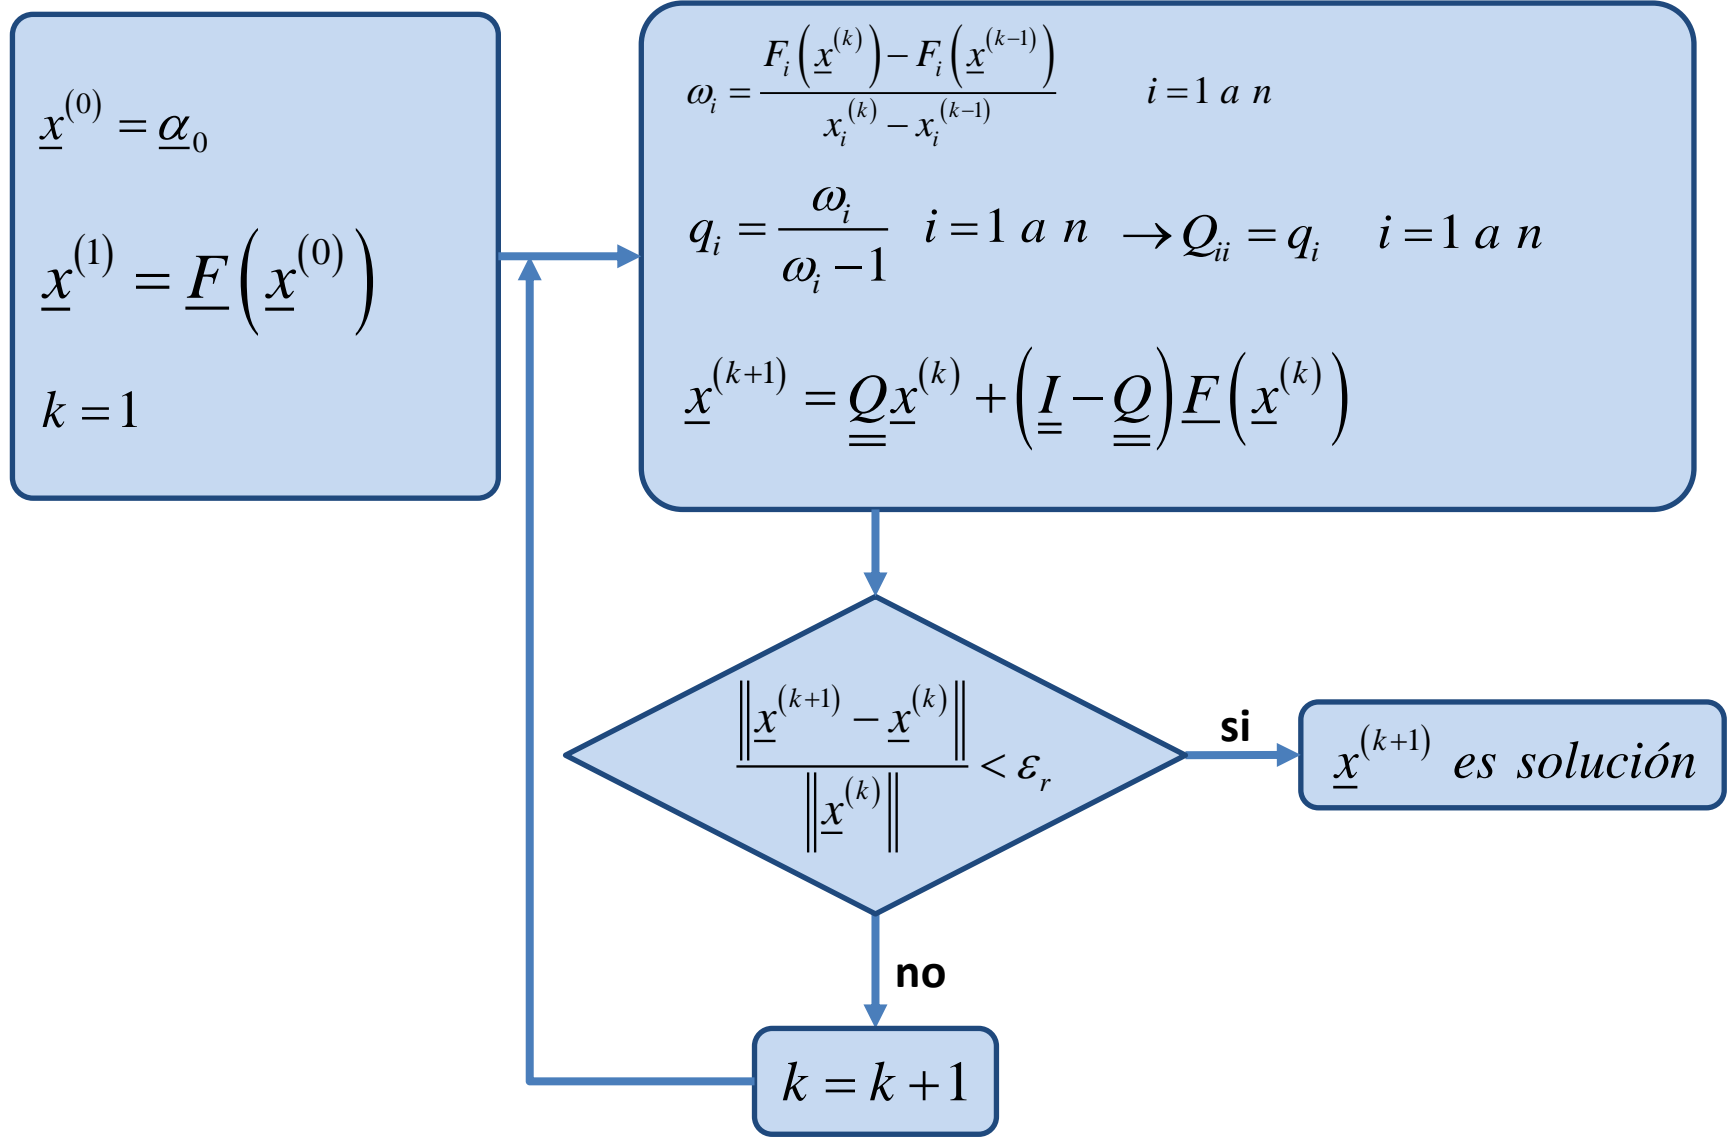 x̲^(0) = α̲_0
x̲^(1) = F̲(x̲^(0))
k = 1
ω_i = (F_i(x̲^(k)) − F_i(x̲^(k−1))) / (x_i^(k) − x_i^(k−1))   i = 1 a n
q_i = ω_i / (ω_i − 1)   i = 1 a n → Q_ii = q_i   i = 1 a n
x̲^(k+1) = Q̳ x̲^(k) + (I̳ − Q̳) F̲(x̲^(k))
‖x̲^(k+1) − x̲^(k)‖ / ‖x̲^(k)‖ < ε_r
si
x̲^(k+1) es solución
no
k = k + 1